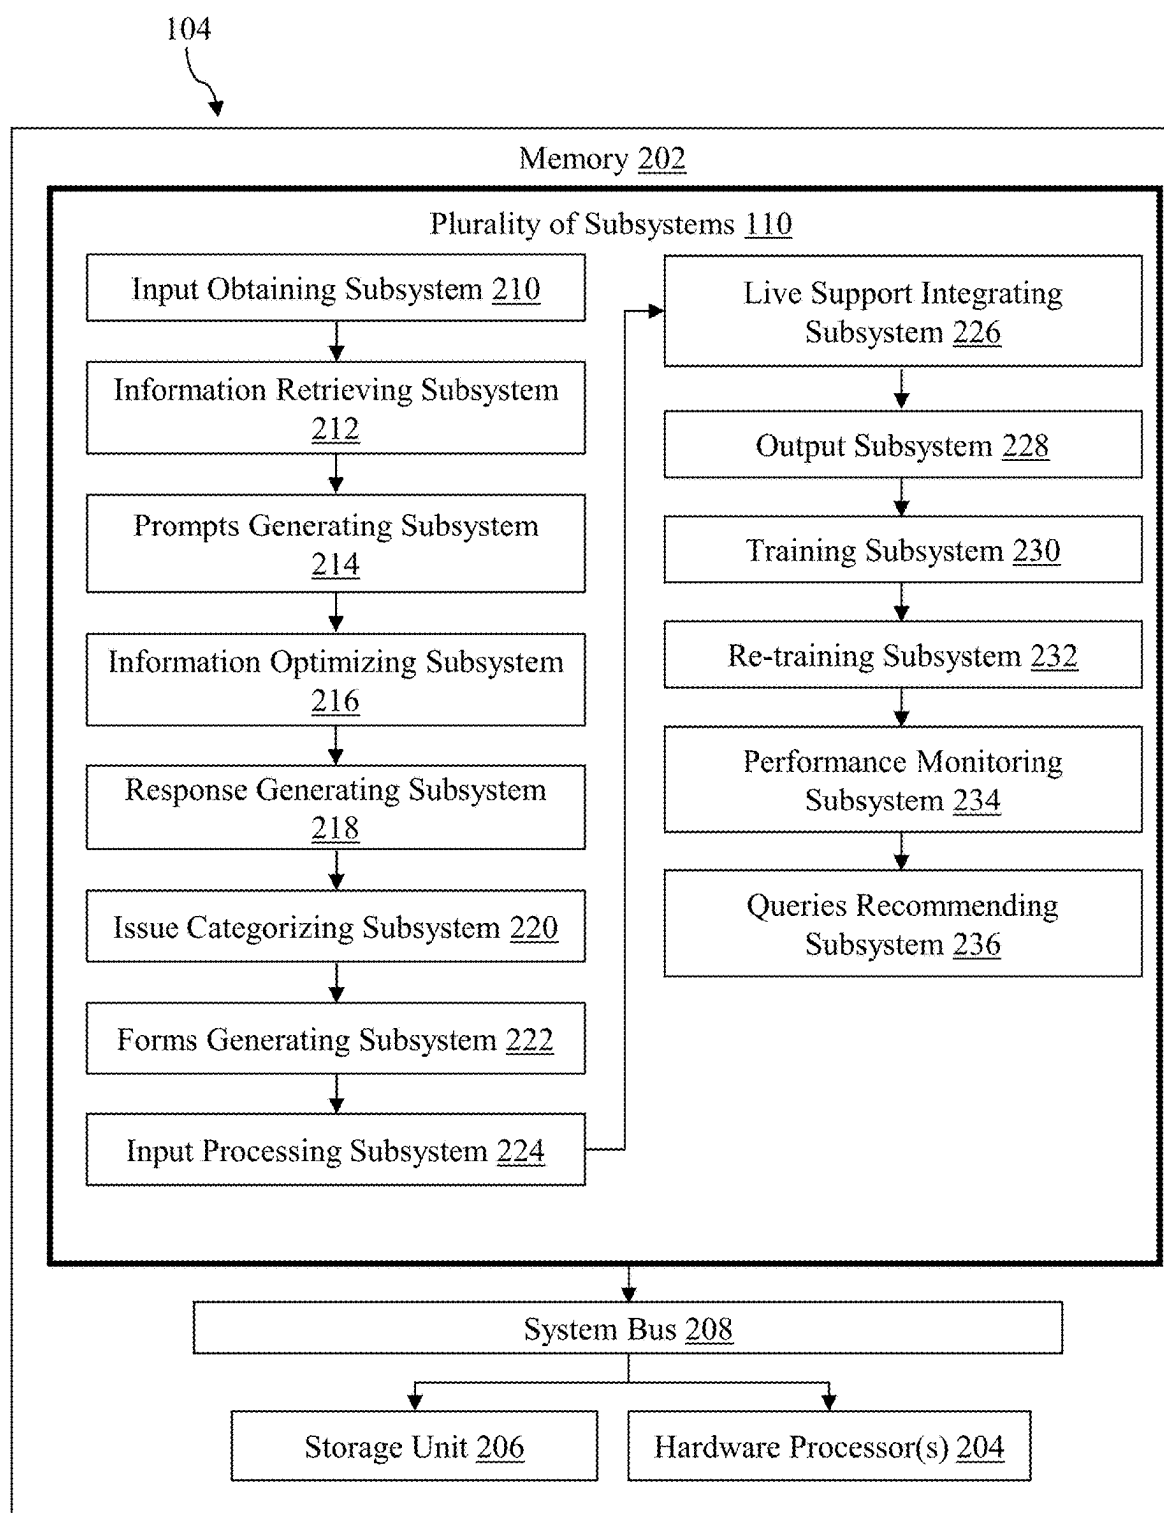 104
Memory 202
Plurality of Subsystems 110
Input Obtaining Subsystem 210
Information Retrieving Subsystem
212
Prompts Generating Subsystem
214
Information Optimizing Subsystem
216
Response Generating Subsystem
218
Issue Categorizing Subsystem 220
Forms Generating Subsystem 222
Input Processing Subsystem 224
Live Support Integrating
Subsystem 226
Output Subsystem 228
Training Subsystem 230
Re-training Subsystem 232
Performance Monitoring
Subsystem 234
Queries Recommending
Subsystem 236
System Bus 208
Storage Unit 206
Hardware Processor(s) 204